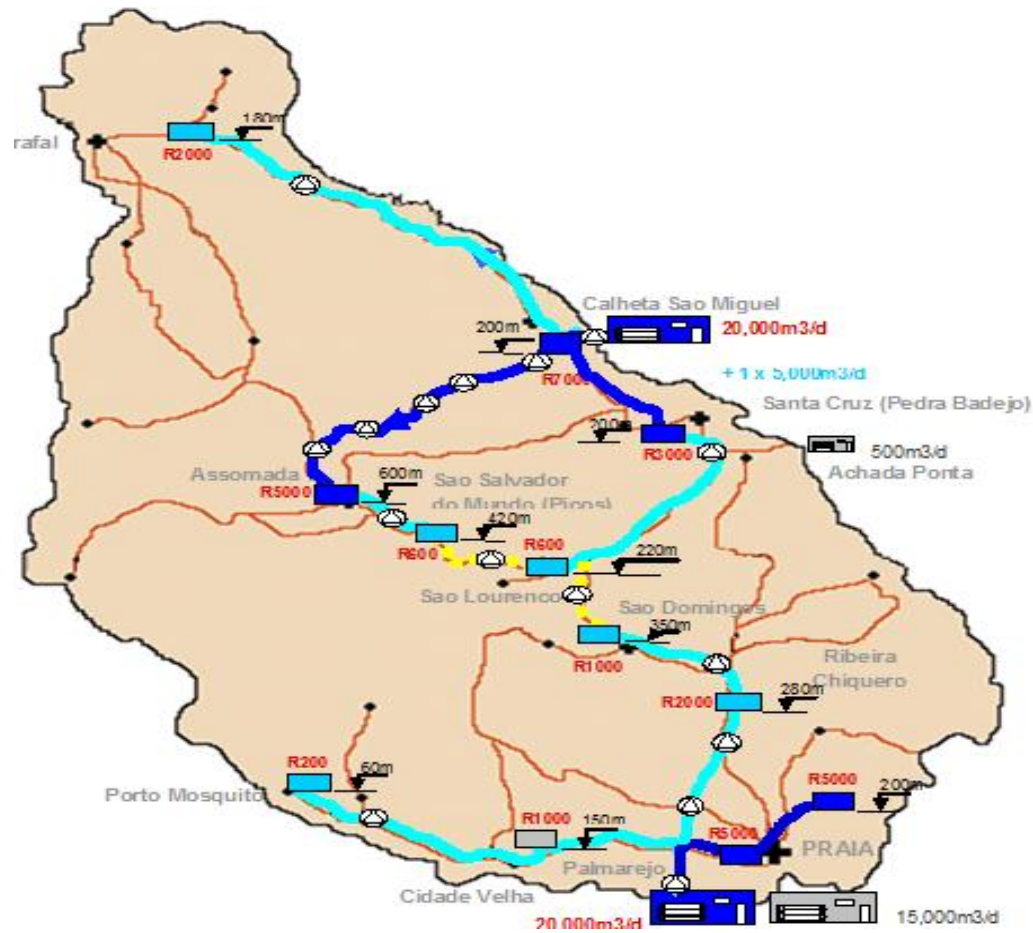 180m
rafal
R2000
Calheta Sao Miguel
200m
20,000m3/d
R7000
+ 1 x 5,000m3/d
Santa Cruz (Pedra Badejo)
200m
R3000
500m3/d
Achada Ponta
Assomada
600m
Sao Salvador
do Mundo (Picos)
R5000
420m
R600
R600
220m
Sao Lourenco
Sao Domingos
350m
R1000
Ribeira
Chiquero
R2000
280m
R200
60m
Porto Mosquito
R5000
200m
R1000
150m
R5000
PRAIA
Palmarejo
Cidade Velha
20,000m3/d
15,000m3/d